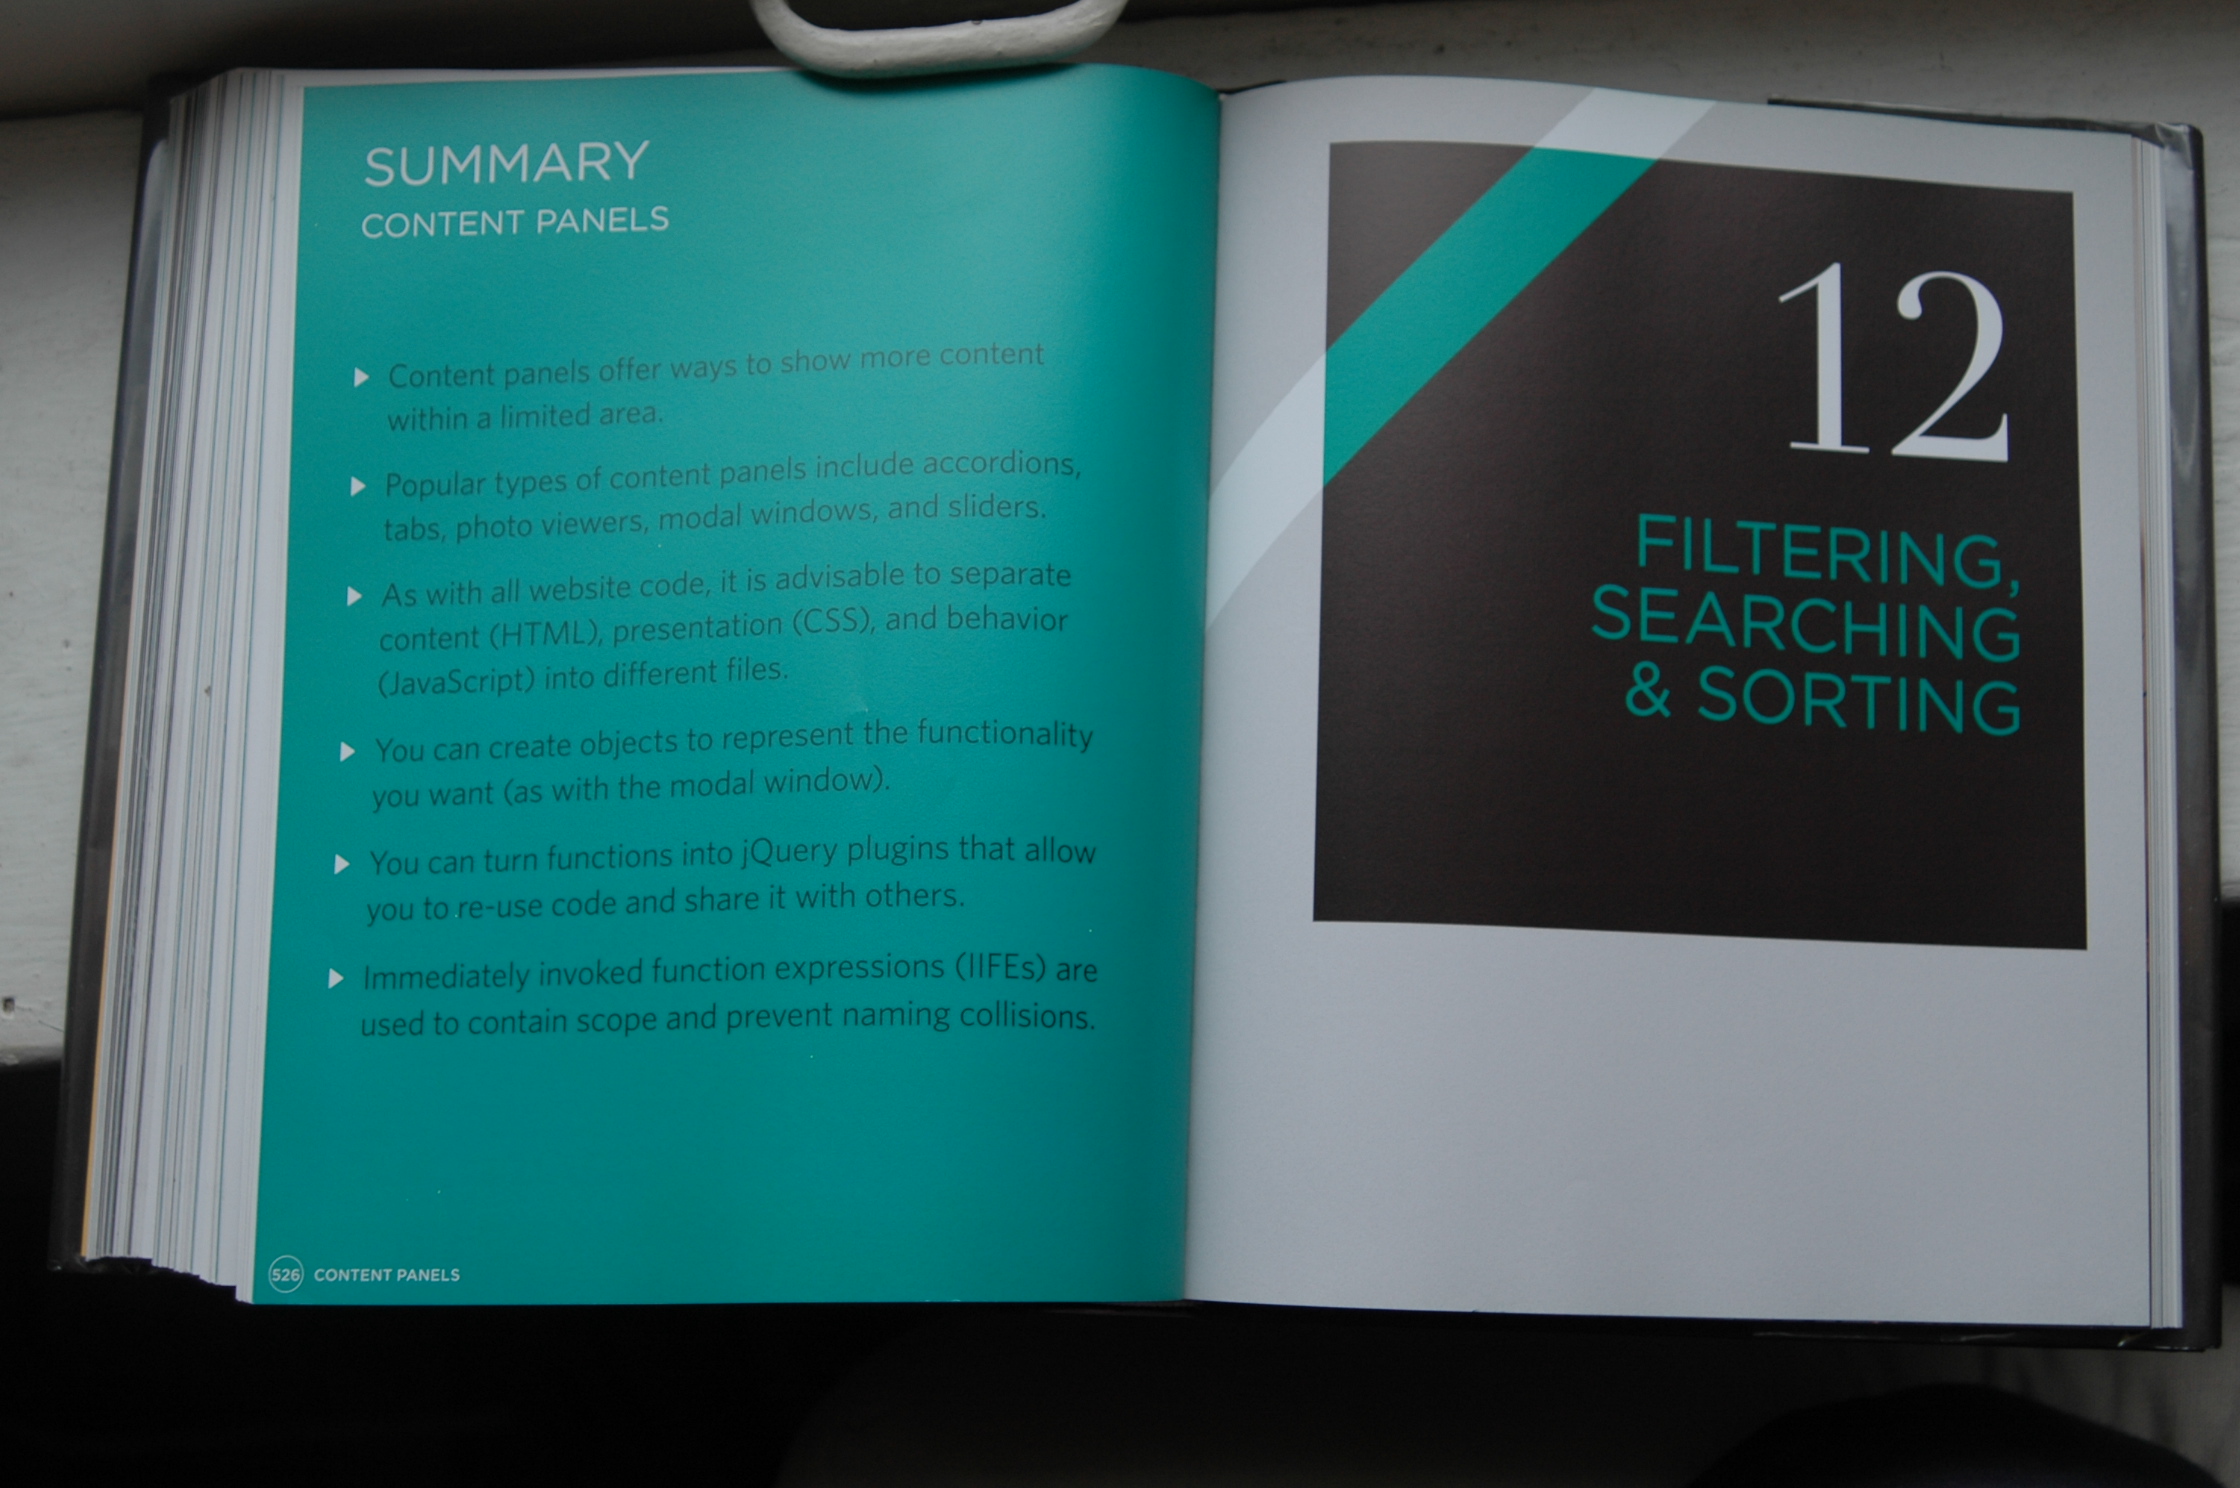 SUMMARY
CONTENT PANELS
Content panels offer ways to show more content
within a limited area.
Popular types of content panels include accordions,
tabs, photo viewers, modal windows, and sliders.
As with all website code, it is advisable to separate
content (HTML), presentation (CSS), and behavior
(JavaScript) into different files.
You can create objects to represent the functionality
you want (as with the modal window).
You can turn functions into jQuery plugins that allow
you to re-use code and share it with others.
Immediately invoked function expressions (IIFEs) are
used to contain scope and prevent naming collisions.
526 CONTENT PANELS
12
FILTERING,
SEARCHING
& SORTING